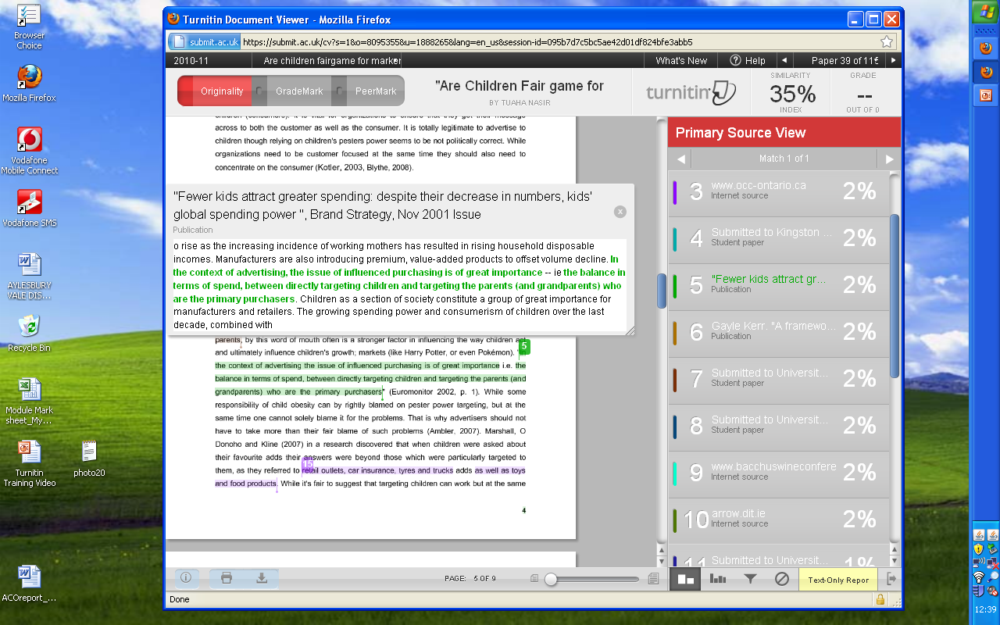 Browser
Choice
Mozilla Firefox
Vodafone
Mobile Connect
Vodafone SMS
AYLESBURY
VALE DIS...
Recycle Bin
Module Mark
sheet_My...
Turnitin
Training Video
photo20
ACOreport_...
Turnitin Document Viewer - Mozilla Firefox
submit.ac.uk https://submit.ac.uk/cv?s=1&o=8095355&u=1888265&lang=en_us&session-id=095b7d7c5bc5ae42d01df824bfe3abb5
2010-11 Are children fairgame for marker What's New ? Help Paper 39 of 11€
Originality GradeMark PeerMark
"Are Children Fair game for
BY TUAHA NASIR
turnitin
SIMILARITY
35%
INDEX
GRADE
--
OUT OF 0
children (consumers). It is vital for organizations to ensure that they get their message
across to both the customer as well as the consumer. It is totally legitimate to advertise to
children though relying on children's pesters power seems to be not politically correct. While
organizations need to be customer focused at the same time they should also need to
concentrate on the consumer (Kotler, 2003, Blythe, 2008).
"Fewer kids attract greater spending: despite their decrease in numbers, kids'
global spending power ", Brand Strategy, Nov 2001 Issue
x
Publication
o rise as the increasing incidence of working mothers has resulted in rising household disposable
incomes. Manufacturers are also introducing premium, value-added products to offset volume decline. In
the context of advertising, the issue of influenced purchasing is of great importance -- ie the balance in
terms of spend, between directly targeting children and targeting the parents (and grandparents) who
are the primary purchasers. Children as a section of society constitute a group of great importance for
manufacturers and retailers. The growing spending power and consumerism of children over the last
decade, combined with
parents, by this word of mouth often is a stronger factor in influencing the way children act
5
and ultimately influence children's growth; markets (like Harry Potter, or even Pokémon). "In
the context of advertising the issue of influenced purchasing is of great importance i.e. the
balance in terms of spend, between directly targeting children and targeting the parents (and
grandparents) who are the primary purchasers" (Euromonitor 2002, p. 1). While some
responsibility of child obesity can by rightly blamed on pester power targeting, but at the
same time one cannot solely blame it for the problems. That is why advertisers should not
have to take more than their fair blame of such problems (Ambler, 2007). Marshall, O
Donoho and Kline (2007) in a research discovered that when children were asked about
their favourite adds their answers were beyond those which were particularly targeted to
15
them, as they referred to retail outlets, car insurance, tyres and trucks adds as well as toys
and food products. While it's fair to suggest that targeting children can work but at the same
4
Primary Source View
Match 1 of 1
3 www.occ-ontario.ca 2%
Internet source
4 Submitted to Kingston ... 2%
Student paper
5 "Fewer kids attract gr... 2%
Publication
6 Gayle Kerr. "A framewo... 2%
Publication
7 Submitted to Universit... 2%
Student paper
8 Submitted to Universit... 2%
Student paper
9 www.bacchuswineconfere 2%
Internet source
10 arrow.dit.ie 2%
Internet source
11 Submitted to Universit... 1%
PAGE: 5 OF 9
Text-Only Repor
Done
12:39